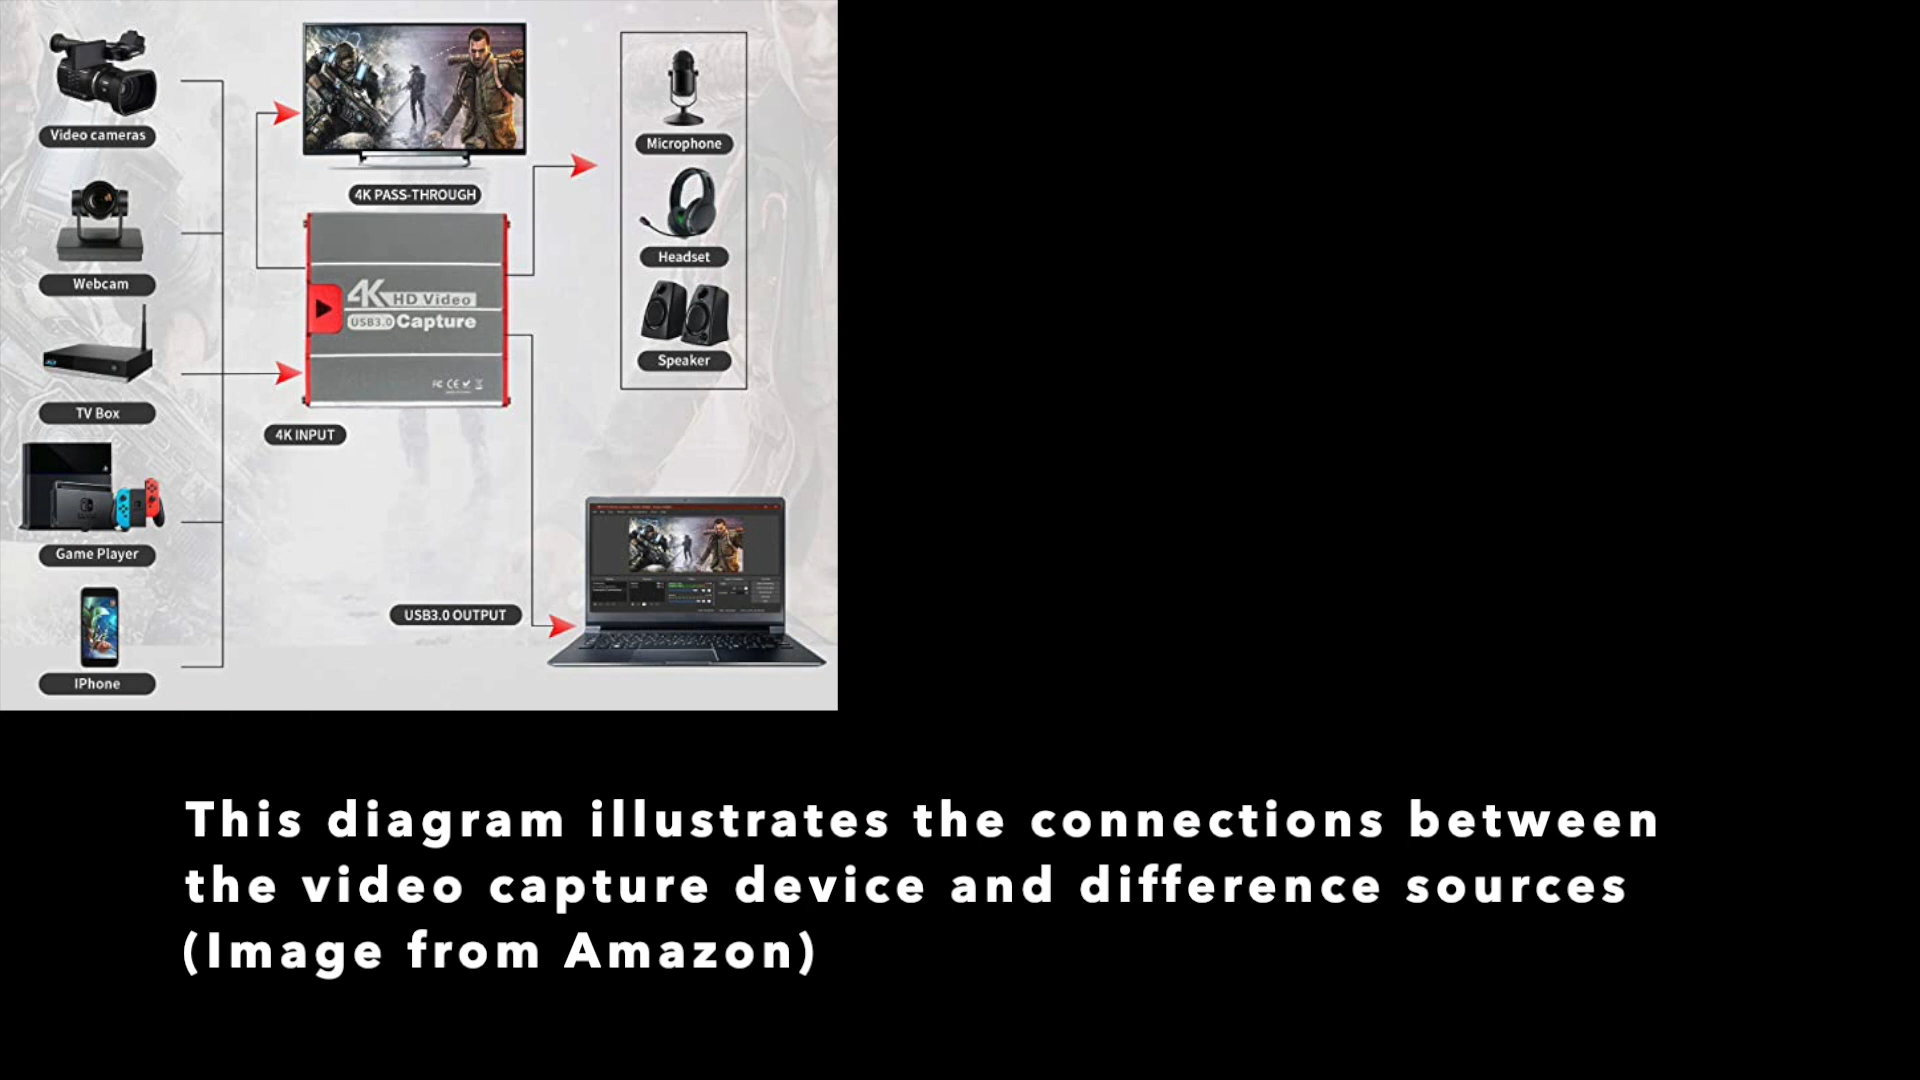 Video cameras
Webcam
TV Box
Game Player
IPhone
4K PASS-THROUGH
4K HD Video
USB3.0 Capture
FC CE
4K INPUT
USB3.0 OUTPUT
Microphone
Headset
Speaker
This diagram illustrates the connections between
the video capture device and difference sources
(Image from Amazon)